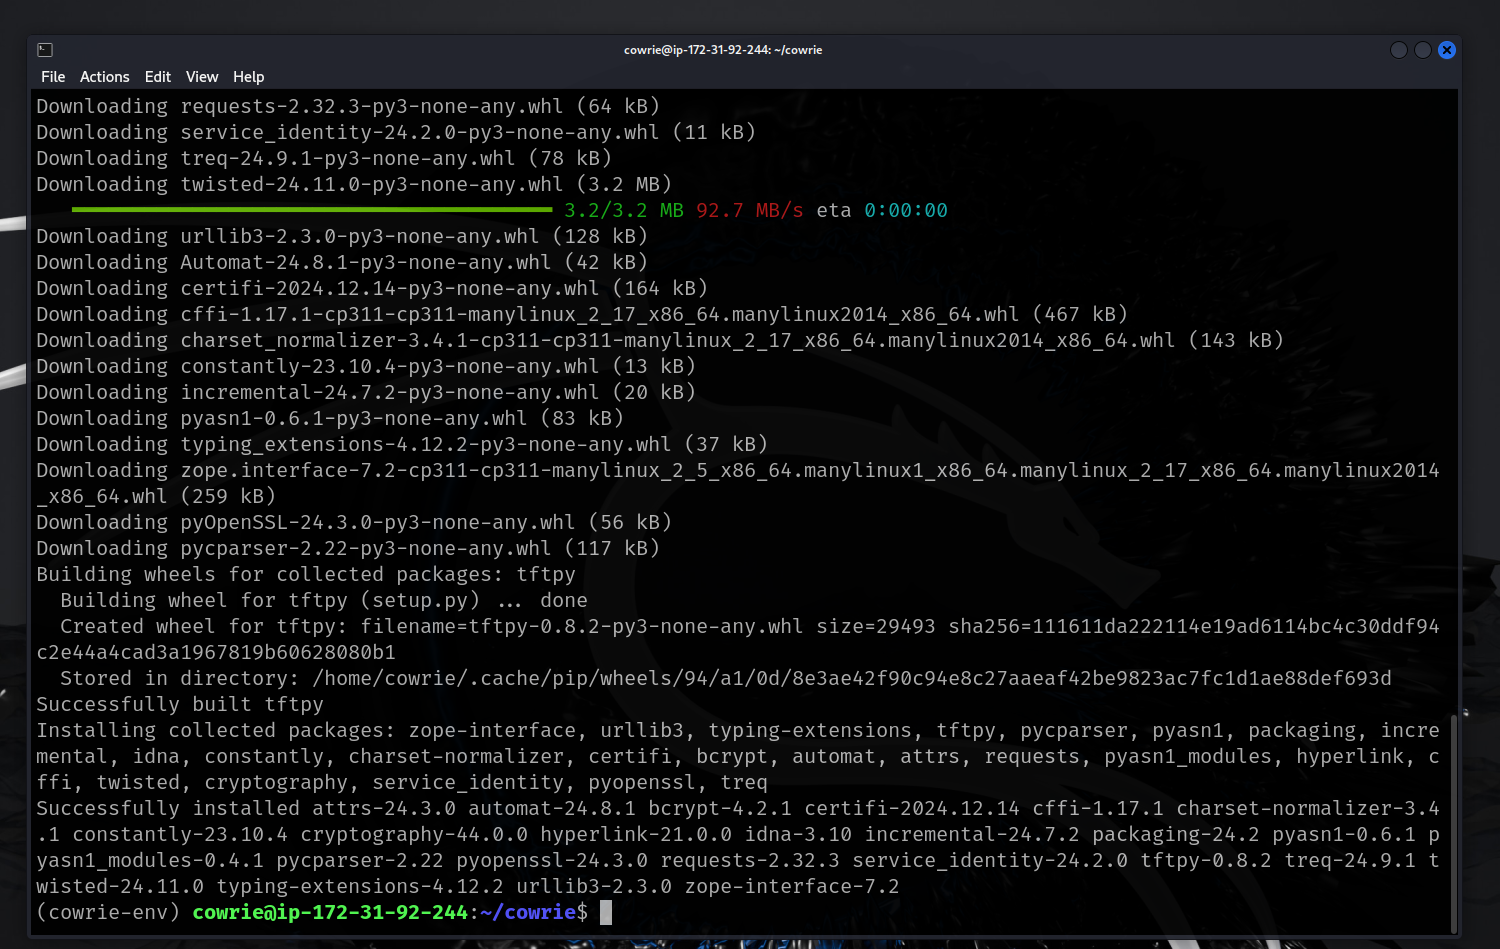 cowrie@ip-172-31-92-244: ~/cowrie
File Actions Edit View Help
Downloading requests-2.32.3-py3-none-any.whl (64 kB)
Downloading service_identity-24.2.0-py3-none-any.whl (11 kB)
Downloading treq-24.9.1-py3-none-any.whl (78 kB)
Downloading twisted-24.11.0-py3-none-any.whl (3.2 MB)
3.2/3.2 MB 92.7 MB/s eta 0:00:00
Downloading urllib3-2.3.0-py3-none-any.whl (128 kB)
Downloading Automat-24.8.1-py3-none-any.whl (42 kB)
Downloading certifi-2024.12.14-py3-none-any.whl (164 kB)
Downloading cffi-1.17.1-cp311-cp311-manylinux_2_17_x86_64.manylinux2014_x86_64.whl (467 kB)
Downloading charset_normalizer-3.4.1-cp311-cp311-manylinux_2_17_x86_64.manylinux2014_x86_64.whl (143 kB)
Downloading constantly-23.10.4-py3-none-any.whl (13 kB)
Downloading incremental-24.7.2-py3-none-any.whl (20 kB)
Downloading pyasn1-0.6.1-py3-none-any.whl (83 kB)
Downloading typing_extensions-4.12.2-py3-none-any.whl (37 kB)
Downloading zope.interface-7.2-cp311-cp311-manylinux_2_5_x86_64.manylinux1_x86_64.manylinux_2_17_x86_64.manylinux2014
_x86_64.whl (259 kB)
Downloading pyOpenSSL-24.3.0-py3-none-any.whl (56 kB)
Downloading pycparser-2.22-py3-none-any.whl (117 kB)
Building wheels for collected packages: tftpy
  Building wheel for tftpy (setup.py) ... done
  Created wheel for tftpy: filename=tftpy-0.8.2-py3-none-any.whl size=29493 sha256=111611da222114e19ad6114bc4c30ddf94
c2e44a4cad3a1967819b60628080b1
  Stored in directory: /home/cowrie/.cache/pip/wheels/94/a1/0d/8e3ae42f90c94e8c27aaeaf42be9823ac7fc1d1ae88def693d
Successfully built tftpy
Installing collected packages: zope-interface, urllib3, typing-extensions, tftpy, pycparser, pyasn1, packaging, incre
mental, idna, constantly, charset-normalizer, certifi, bcrypt, automat, attrs, requests, pyasn1_modules, hyperlink, c
ffi, twisted, cryptography, service_identity, pyopenssl, treq
Successfully installed attrs-24.3.0 automat-24.8.1 bcrypt-4.2.1 certifi-2024.12.14 cffi-1.17.1 charset-normalizer-3.4
.1 constantly-23.10.4 cryptography-44.0.0 hyperlink-21.0.0 idna-3.10 incremental-24.7.2 packaging-24.2 pyasn1-0.6.1 p
yasn1_modules-0.4.1 pycparser-2.22 pyopenssl-24.3.0 requests-2.32.3 service_identity-24.2.0 tftpy-0.8.2 treq-24.9.1 t
wisted-24.11.0 typing-extensions-4.12.2 urllib3-2.3.0 zope-interface-7.2
(cowrie-env) cowrie@ip-172-31-92-244:~/cowrie$